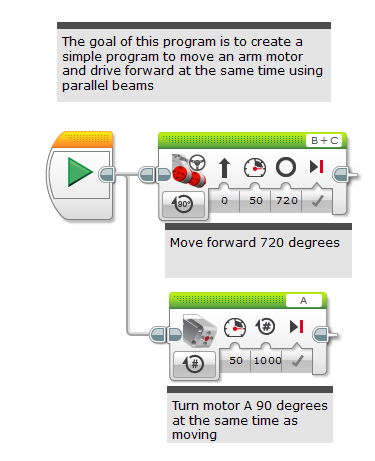 The goal of this program is to create a
simple program to move an arm motor
and drive forward at the same time using
parallel beams
B + C
90°
0 50 720
Move forward 720 degrees
A
#
# 50 1000
Turn motor A 90 degrees
at the same time as
moving